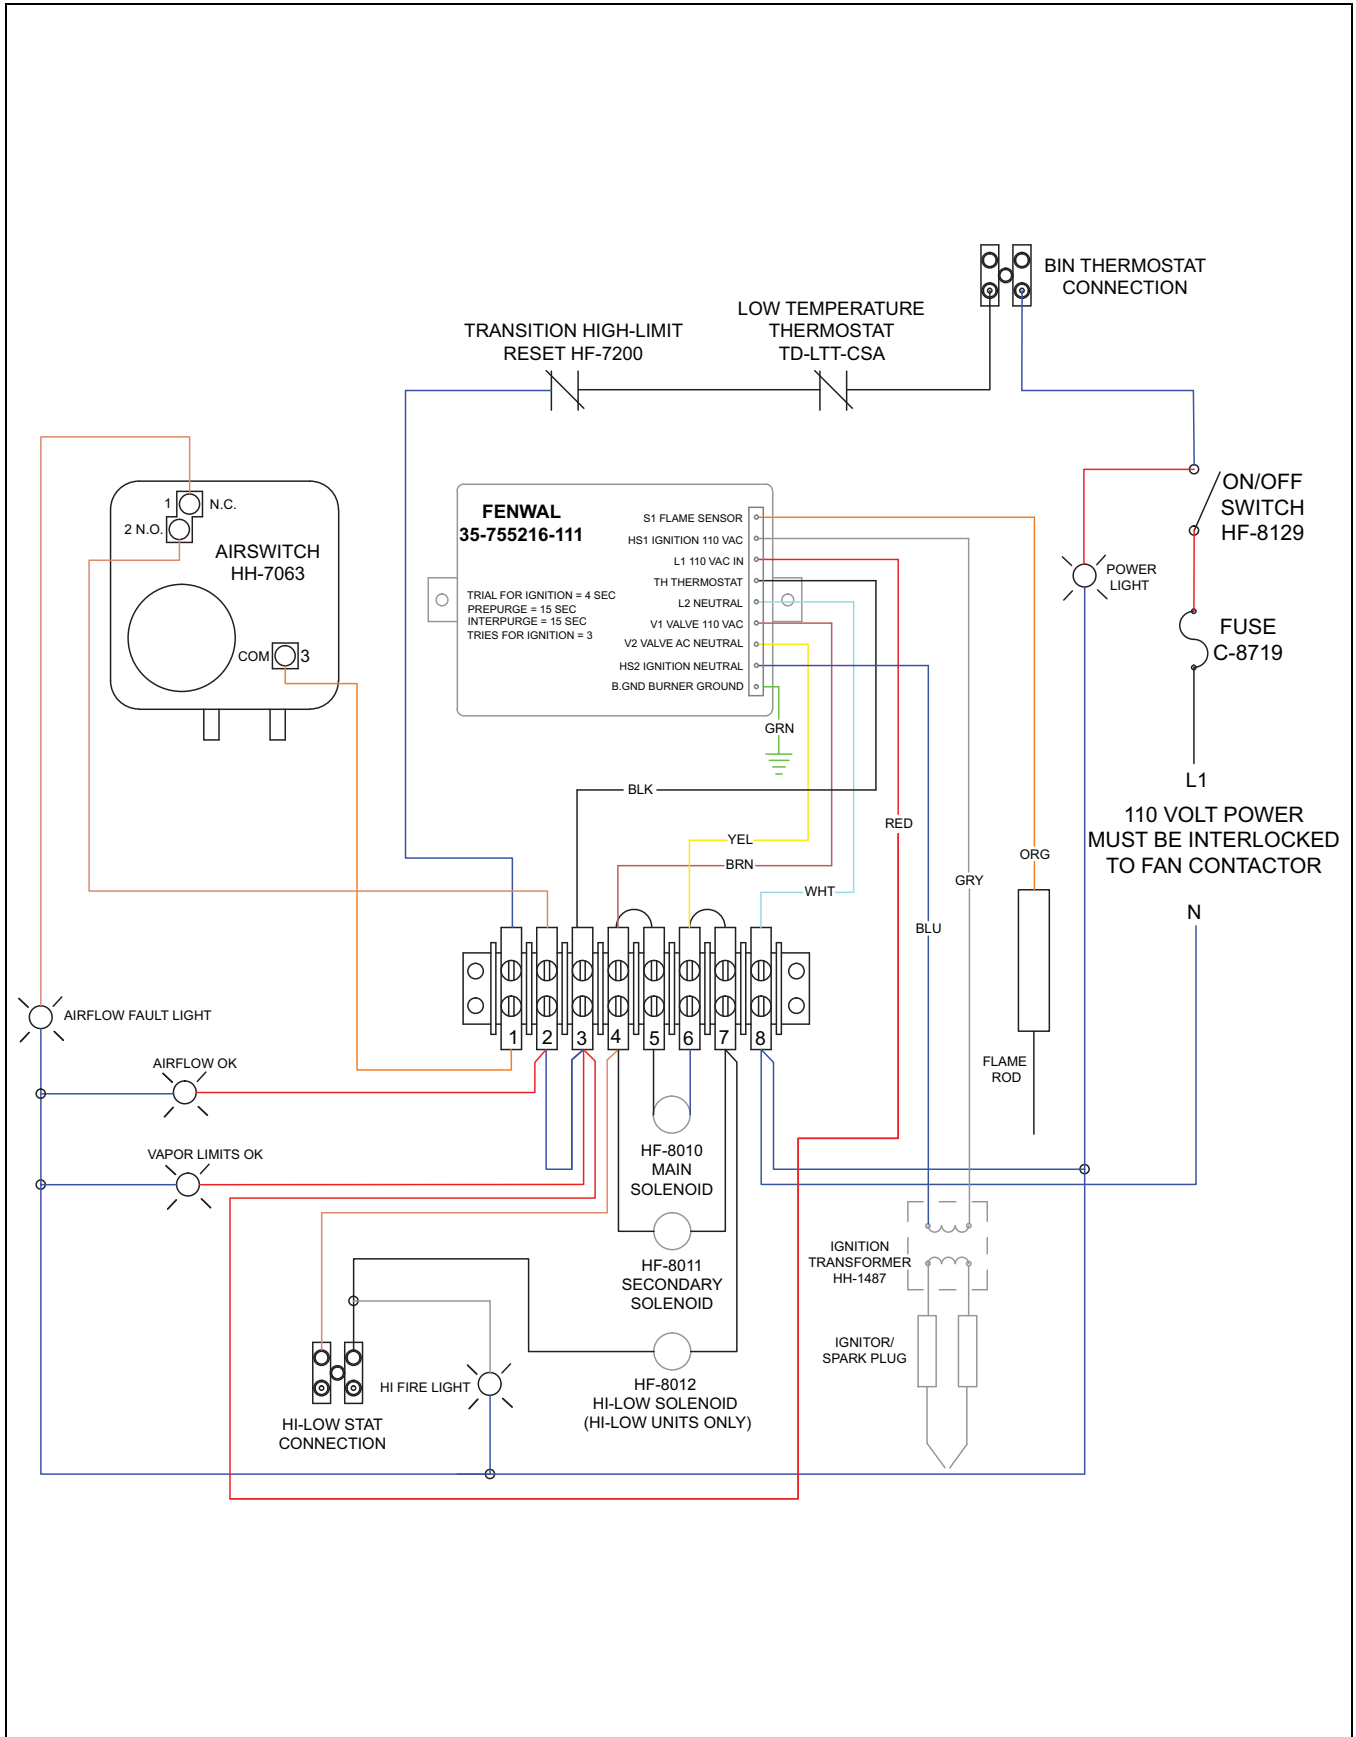 BIN THERMOSTAT
CONNECTION
LOW TEMPERATURE
THERMOSTAT
TD-LTT-CSA
TRANSITION HIGH-LIMIT
RESET HF-7200
ON/OFF
SWITCH
HF-8129
1
N.C.
2 N.O.
AIRSWITCH
HH-7063
COM
3
FENWAL
35-755216-111
TRIAL FOR IGNITION = 4 SEC
PREPURGE = 15 SEC
INTERPURGE = 15 SEC
TRIES FOR IGNITION = 3
S1 FLAME SENSOR
HS1 IGNITION 110 VAC
L1 110 VAC IN
TH THERMOSTAT
L2 NEUTRAL
V1 VALVE 110 VAC
V2 VALVE AC NEUTRAL
HS2 IGNITION NEUTRAL
B.GND BURNER GROUND
GRN
POWER
LIGHT
FUSE
C-8719
L1
110 VOLT POWER
MUST BE INTERLOCKED
TO FAN CONTACTOR
N
BLK
YEL
BRN
WHT
RED
ORG
GRY
BLU
1
2
3
4
5
6
7
8
AIRFLOW FAULT LIGHT
AIRFLOW OK
VAPOR LIMITS OK
FLAME
ROD
HF-8010
MAIN
SOLENOID
HF-8011
SECONDARY
SOLENOID
IGNITION
TRANSFORMER
HH-1487
IGNITOR/
SPARK PLUG
HI FIRE LIGHT
HF-8012
HI-LOW SOLENOID
(HI-LOW UNITS ONLY)
HI-LOW STAT
CONNECTION